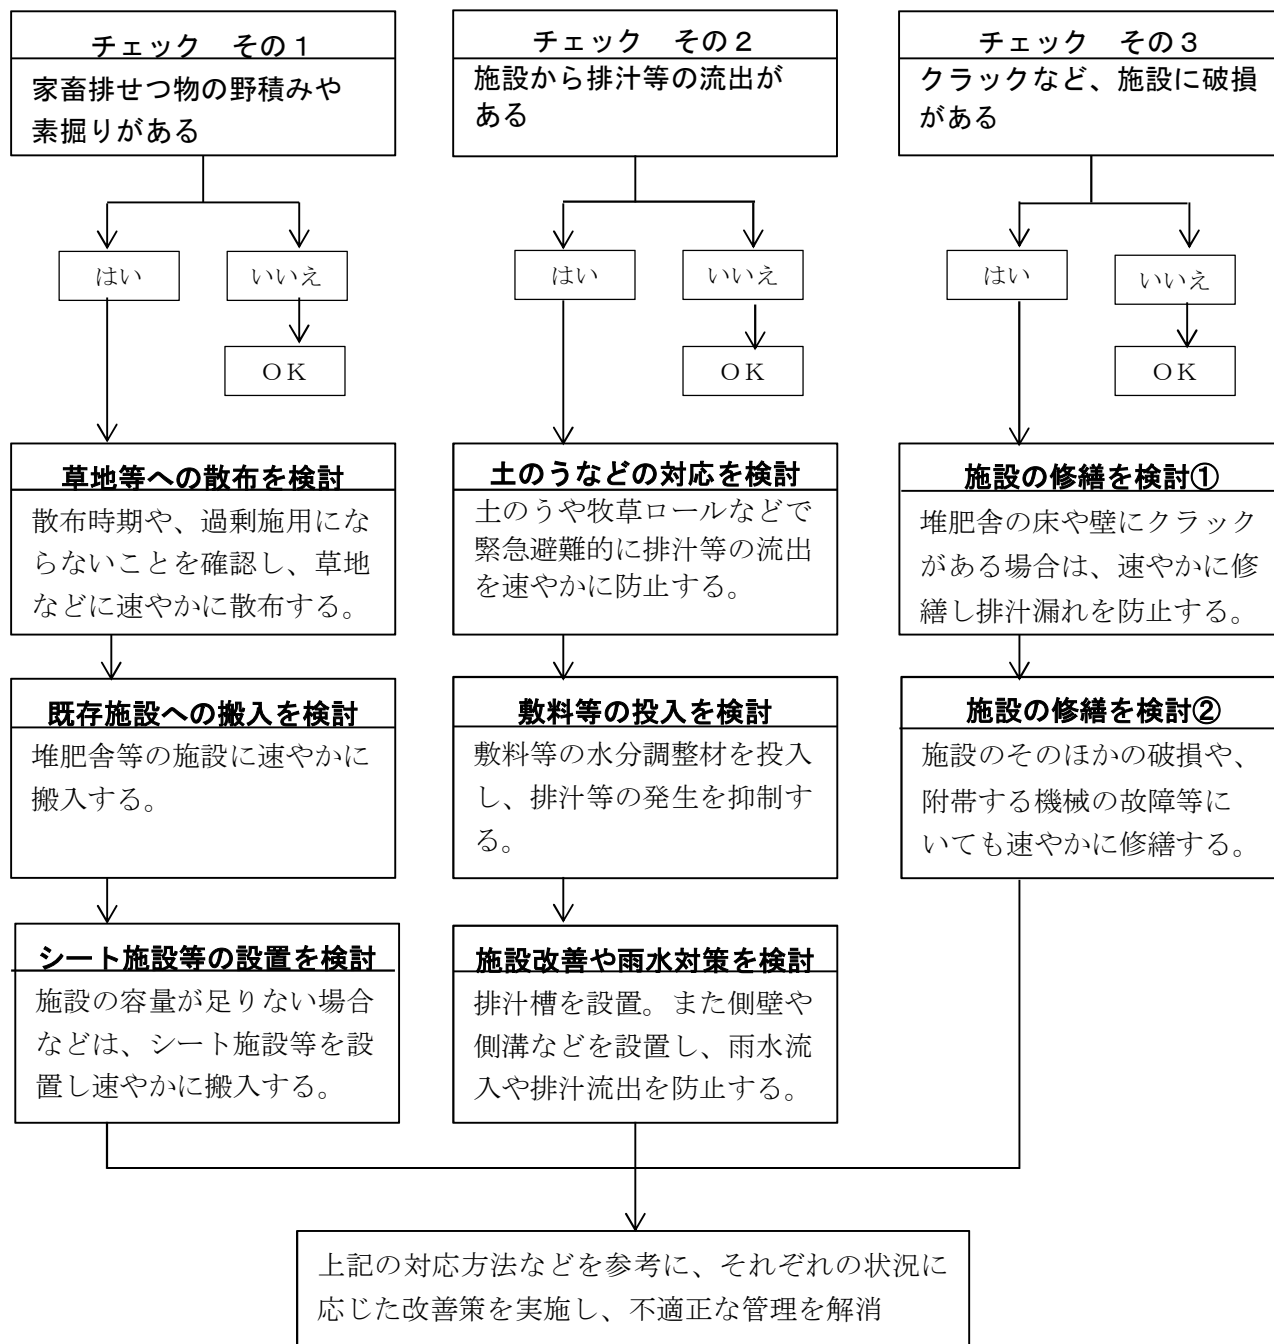 チェック　その１
家畜排せつ物の野積みや
素掘りがある
はい
いいえ
ＯＫ
草地等への散布を検討
散布時期や、過剰施用にな
らないことを確認し、草地
などに速やかに散布する。
既存施設への搬入を検討
堆肥舎等の施設に速やかに
搬入する。
シート施設等の設置を検討
施設の容量が足りない場合
などは、シート施設等を設
置し速やかに搬入する。
チェック　その２
施設から排汁等の流出が
ある
はい
いいえ
ＯＫ
土のうなどの対応を検討
土のうや牧草ロールなどで
緊急避難的に排汁等の流出
を速やかに防止する。
敷料等の投入を検討
敷料等の水分調整材を投入
し、排汁等の発生を抑制す
る。
施設改善や雨水対策を検討
排汁槽を設置。また側壁や
側溝などを設置し、雨水流
入や排汁流出を防止する。
チェック　その３
クラックなど、施設に破損
がある
はい
いいえ
ＯＫ
施設の修繕を検討①
堆肥舎の床や壁にクラック
がある場合は、速やかに修
繕し排汁漏れを防止する。
施設の修繕を検討②
施設のそのほかの破損や、
附帯する機械の故障等に
いても速やかに修繕する。
上記の対応方法などを参考に、それぞれの状況に
応じた改善策を実施し、不適正な管理を解消